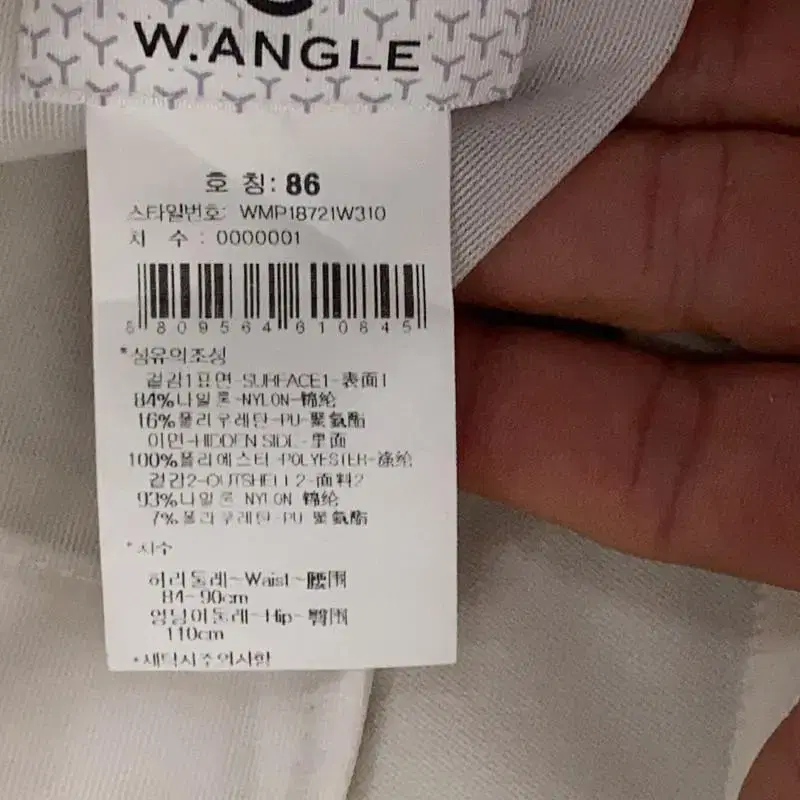 W.ANGLE
호 칭: 86
스타일번호: WMP18721W310
차 수 : 0000001
8 809564 610845
*섬유의조성
겉감1표면-SURFACE1-表面1
84%나일론-NYLON-锦纶
16%폴리우레탄-PU-聚氨酯
이면-HIDDEN SIDE-里面
100%폴리에스터-POLYESTER-涤纶
겉감2-OUTSHELL2-面料2
93%나일론 NYLON 锦纶
7%폴리우레탄-PU 聚氨酯
*치수
허리둘레-Waist-腰围
84-90cm
엉덩이둘레-Hip-臀围
110cm
*세탁시주의사항